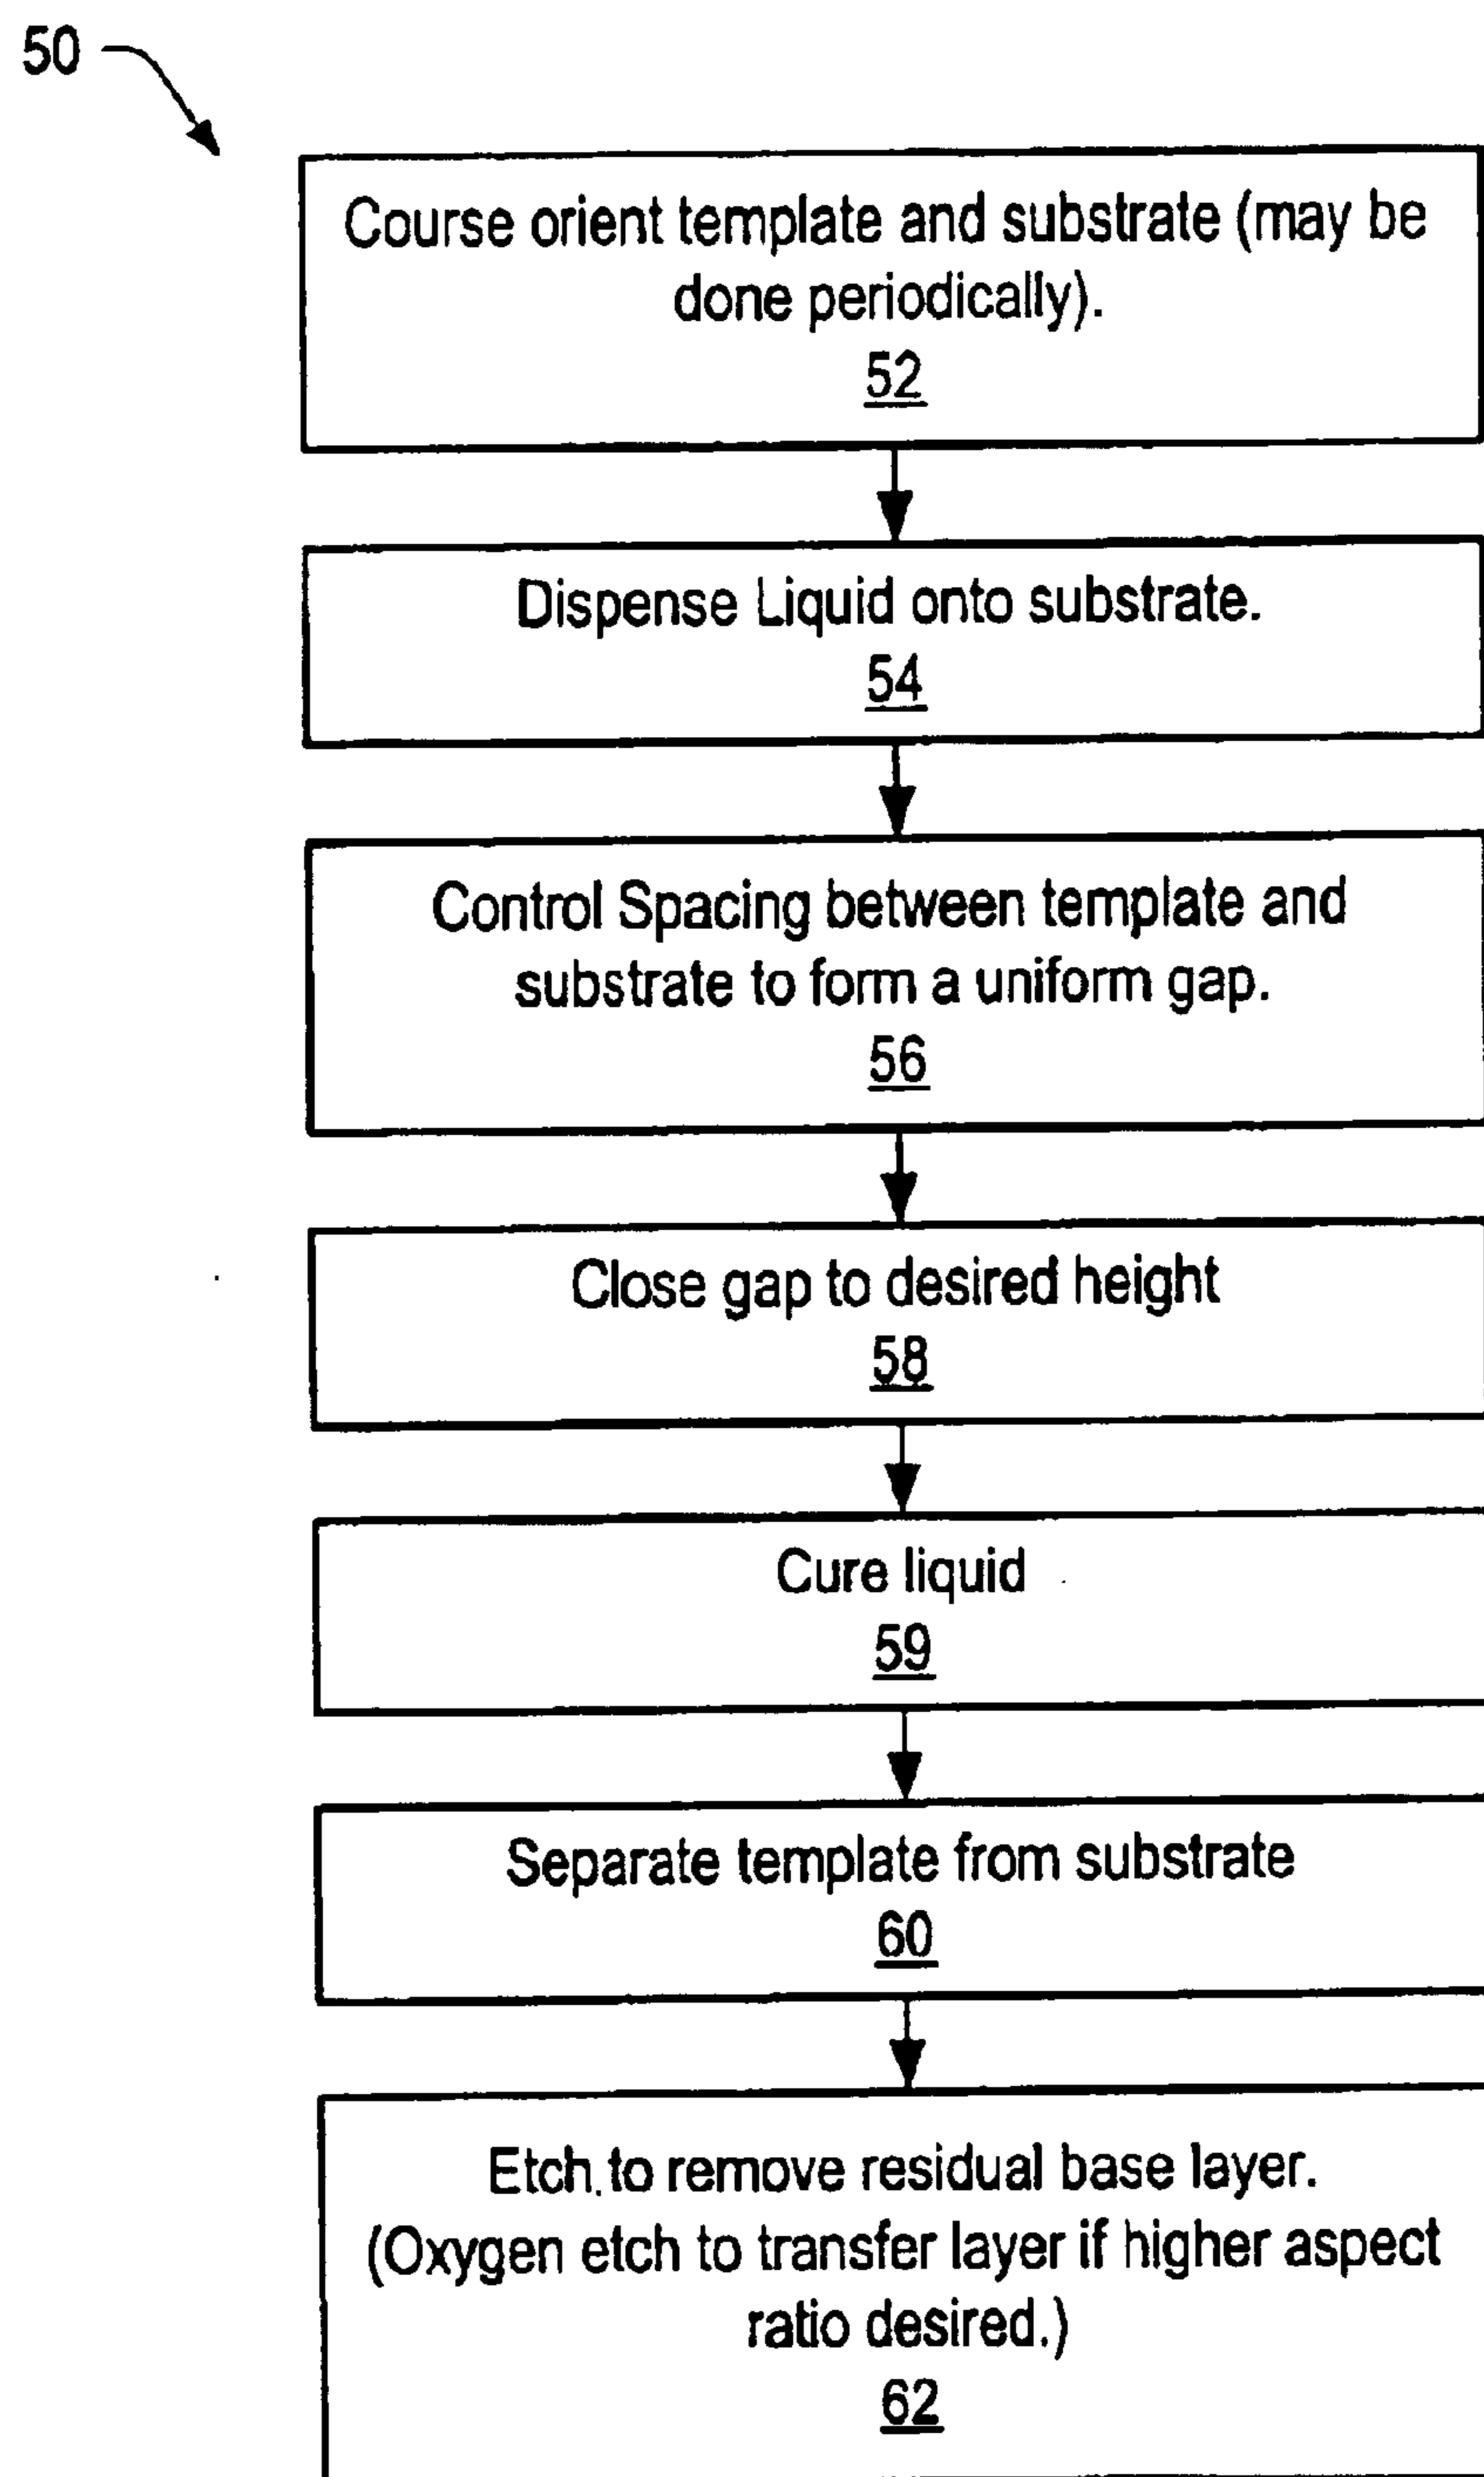 50
Course orient template and substrate (may be
done periodically).
52
Dispense Liquid onto substrate.
54
Control Spacing between template and
substrate to form a uniform gap.
56
Close gap to desired height
58
Cure liquid
59
Separate template from substrate
60
Etch to remove residual base layer.
(Oxygen etch to transfer layer if higher aspect
ratio desired.)
62